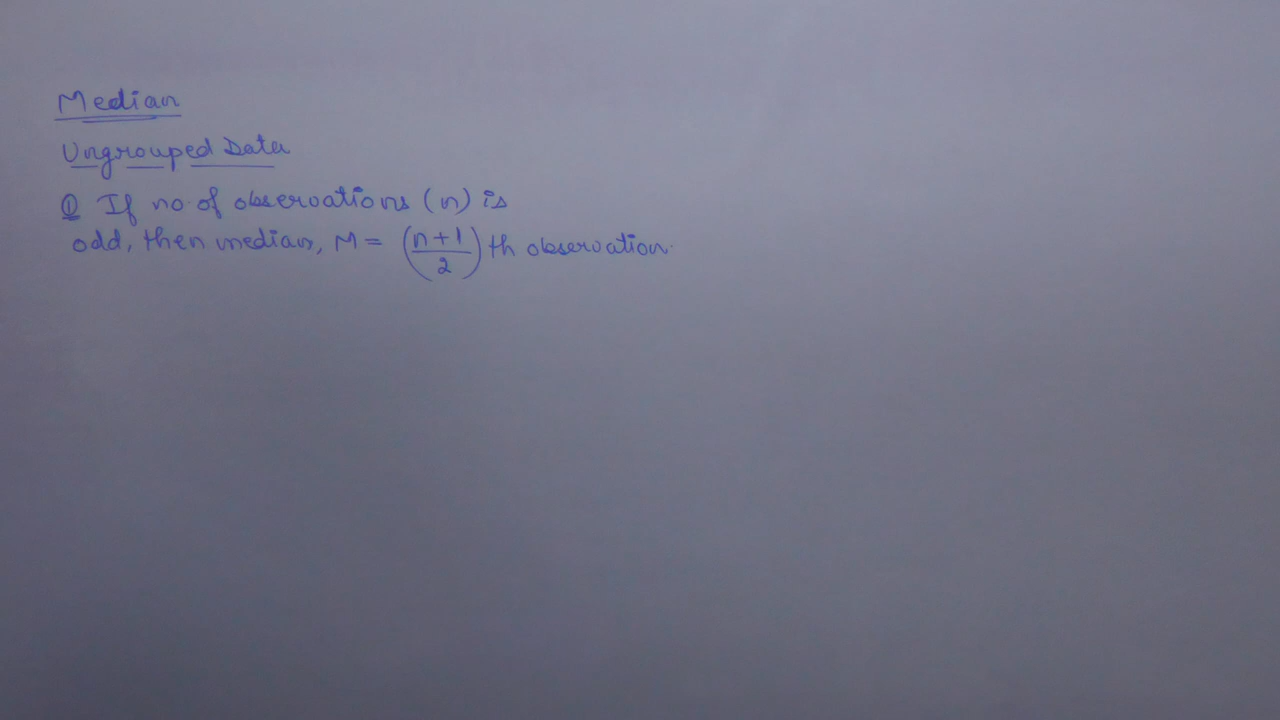 Median
Ungrouped Data
① If no. of observations (n) is
odd, then median, M = (n+1/2)th observation.